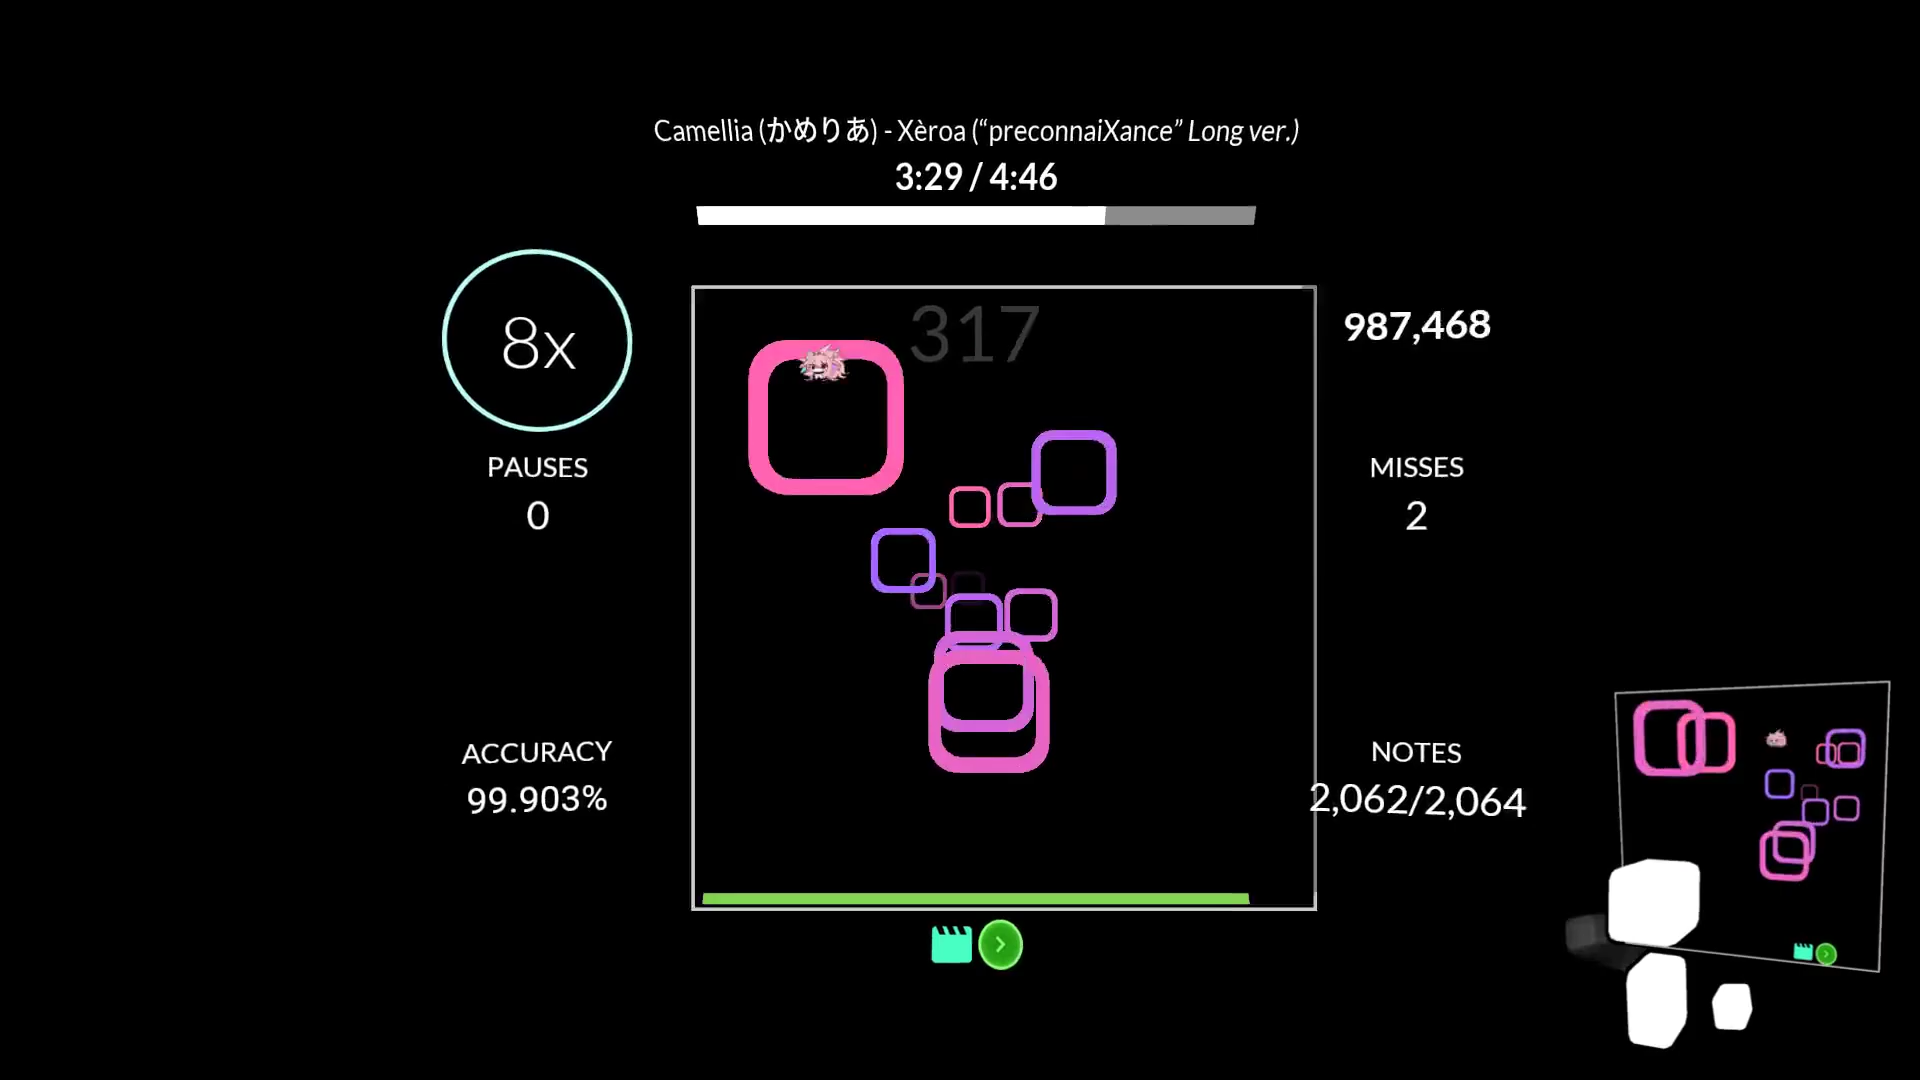 Camellia (かめりあ) - Xèroa (“preconnaiXance” Long ver.)
3:29 / 4:46
317
8x
987,468
PAUSES
0
MISSES
2
ACCURACY
99.903%
NOTES
2,062/2,064